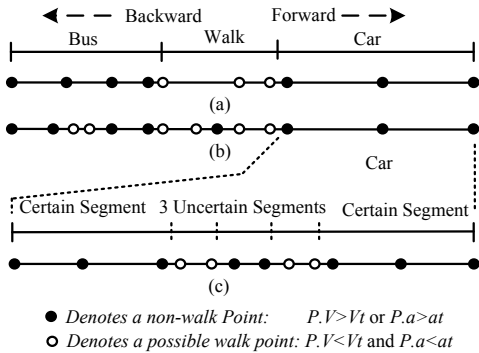 Backward Forward
Bus Walk Car
(a)
(b)
Car
Certain Segment 3 Uncertain Segments Certain Segment
(c)
Denotes a non-walk Point: P.V>Vt or P.a>at
Denotes a possible walk point: P.V<Vt and P.a<at